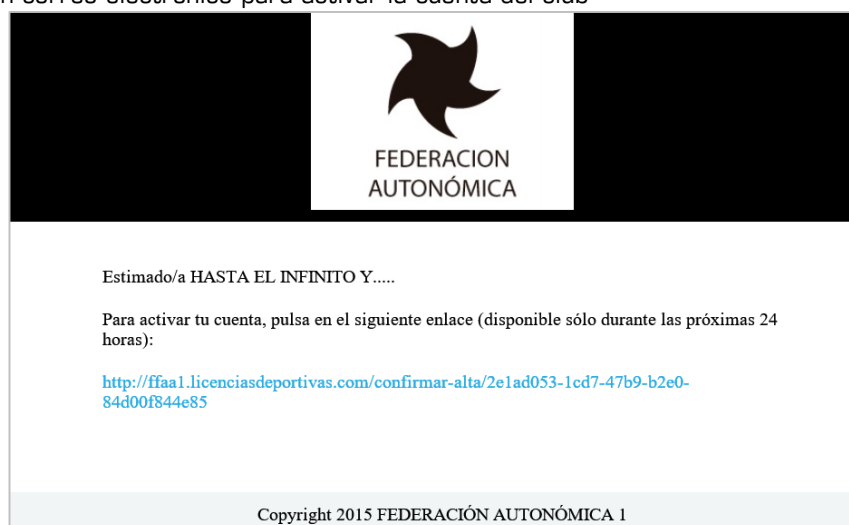 correo electrónico para activar la cuenta del club
FEDERACION
AUTONÓMICA
Estimado/a HASTA EL INFINITO Y.....
Para activar tu cuenta, pulsa en el siguiente enlace (disponible sólo durante las próximas 24
horas):
http://ffaa1.licenciasdeportivas.com/confirmar-alta/2e1ad053-1cd7-47b9-b2e0-
84d00f844e85
Copyright 2015 FEDERACIÓN AUTONÓMICA 1